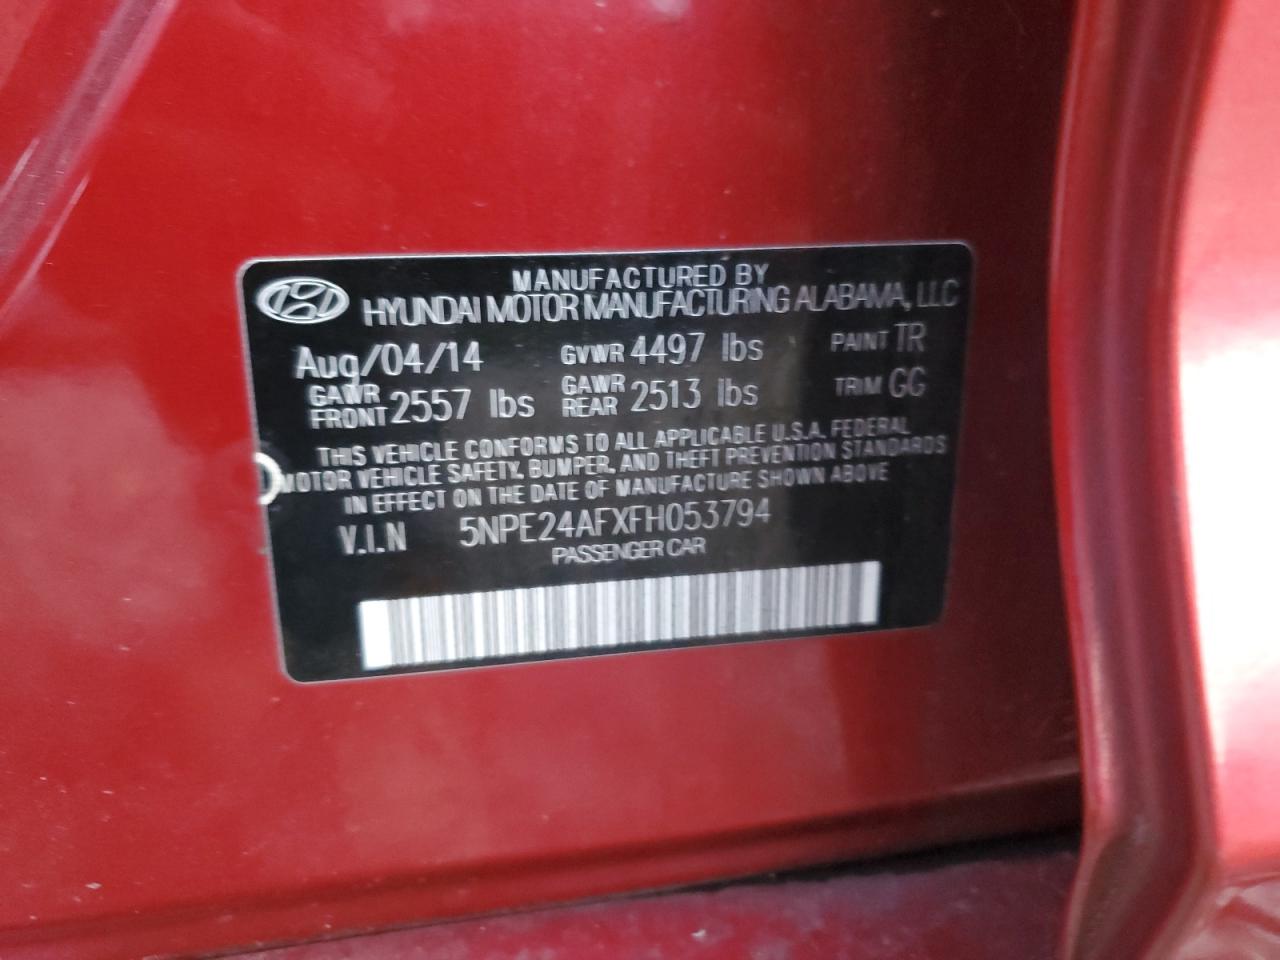 MANUFACTURED BY
HYUNDAI MOTOR MANUFACTURING ALABAMA, LLC
Aug/04/14 GVWR 4497 lbs PAINT TR
GAWR FRONT 2557 lbs GAWR REAR 2513 lbs TRIM GG
THIS VEHICLE CONFORMS TO ALL APPLICABLE U.S.A. FEDERAL
MOTOR VEHICLE SAFETY, BUMPER, AND THEFT PREVENTION STANDARDS
IN EFFECT ON THE DATE OF MANUFACTURE SHOWN ABOVE
V.I.N 5NPE24AFXFH053794
PASSENGER CAR